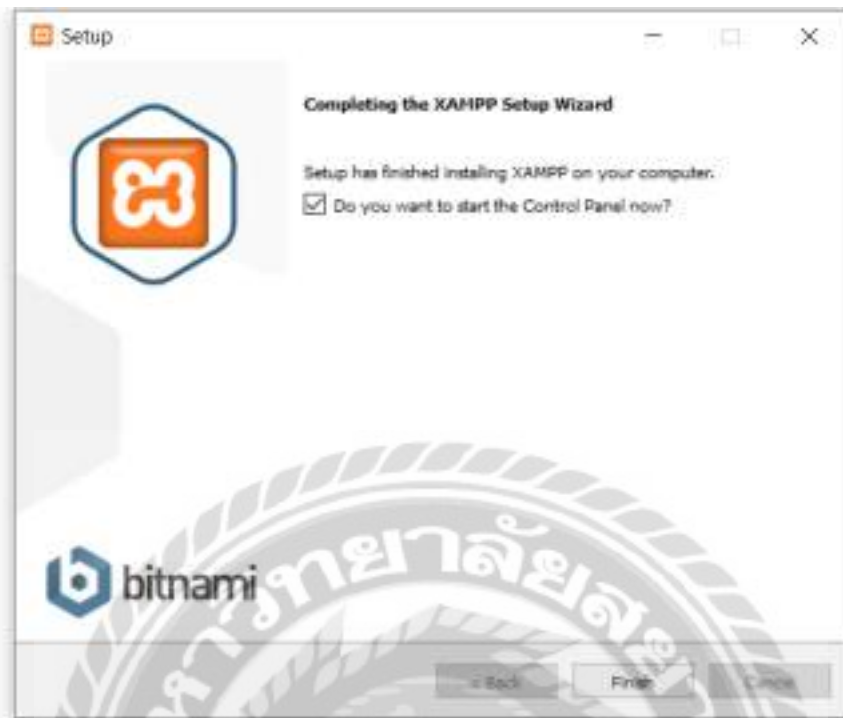 Setup
Completing the XAMPP Setup Wizard
Setup has finished installing XAMPP on your computer.
Do you want to start the Control Panel now?
bitnami
< Back
Finish
Cancel